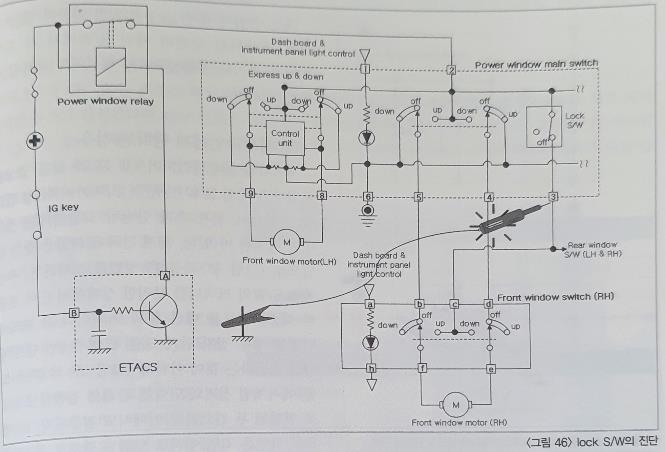 Dash board &
instrument panel light control
Power window main switch
1
2
Express up & down
down
off
up
down
off
up
off
up
down
off
up
down
Lock
S/W
off
Control
unit
Power window relay
IG key
9
8
6
5
4
3
M
Front window motor(LH)
Dash board &
instrument panel
light control
Rear window
S/W (LH & RH)
A
B
ETACS
Front window switch (RH)
a
b
c
d
down
off
up
down
off
up
h
f
e
M
Front window motor (RH)
<그림 46> lock S/W의 진단